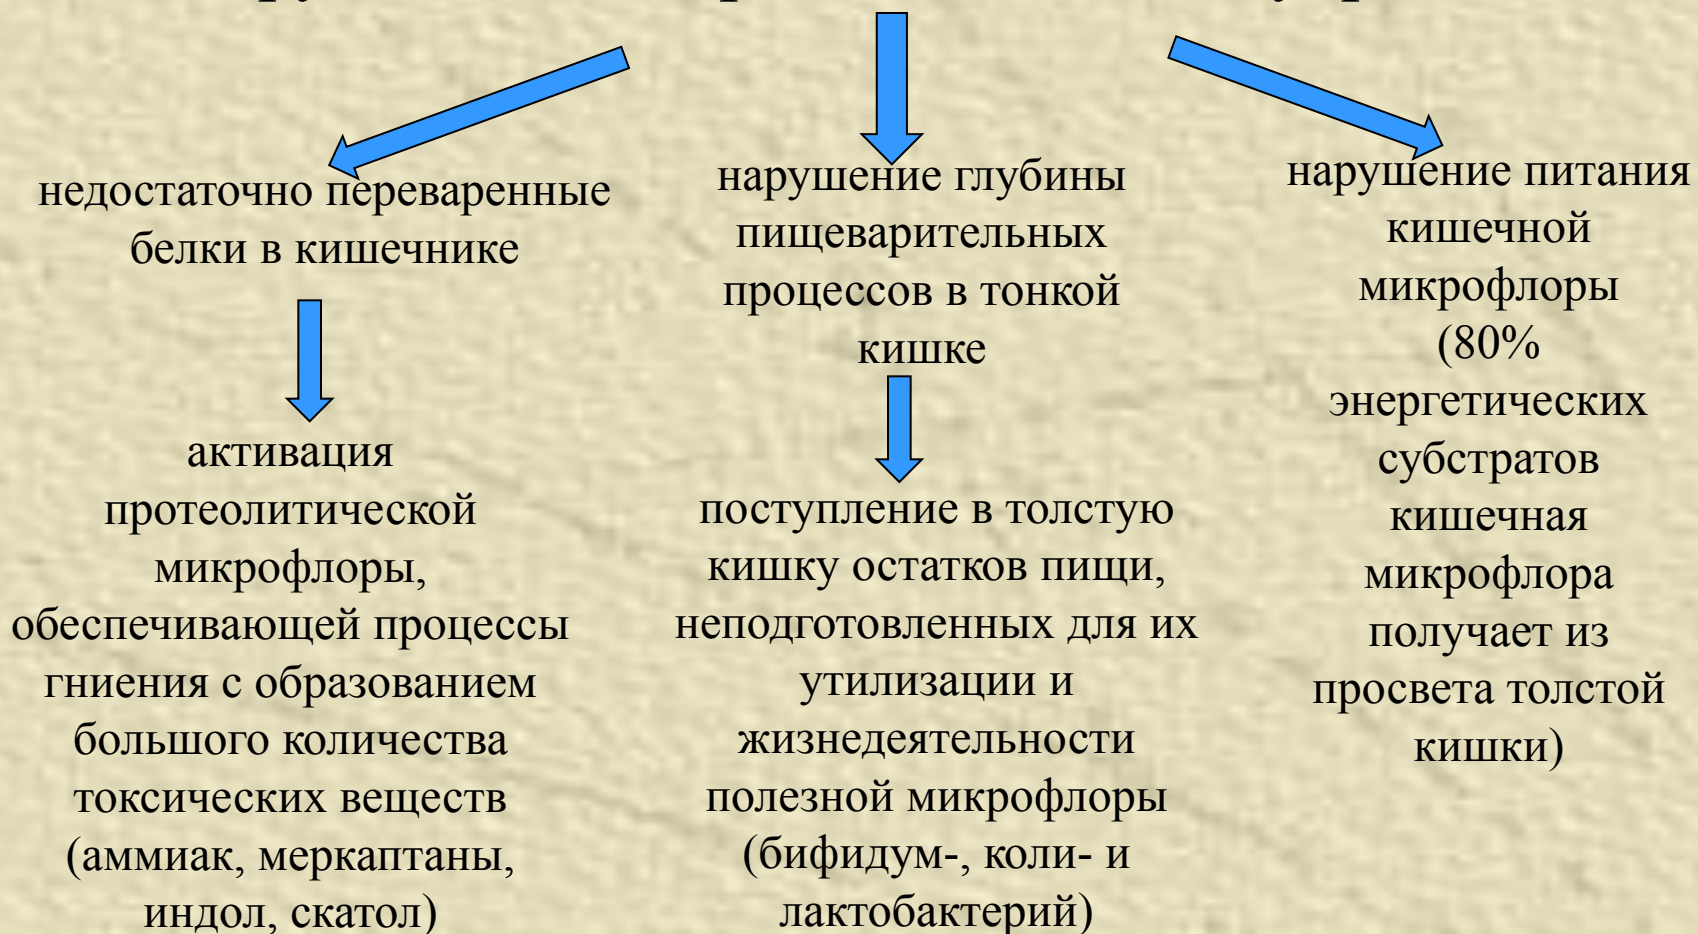 недостаточно переваренные
белки в кишечнике
активация
протеолитической
микрофлоры,
обеспечивающей процессы
гниения с образованием
большого количества
токсических веществ
(аммиак, меркаптаны,
индол, скатол)
нарушение глубины
пищеварительных
процессов в тонкой
кишке
поступление в толстую
кишку остатков пищи,
неподготовленных для их
утилизации и
жизнедеятельности
полезной микрофлоры
(бифидум-, коли- и
лактобактерий)
нарушение питания
кишечной
микрофлоры
(80%
энергетических
субстратов
кишечная
микрофлора
получает из
просвета толстой
кишки)